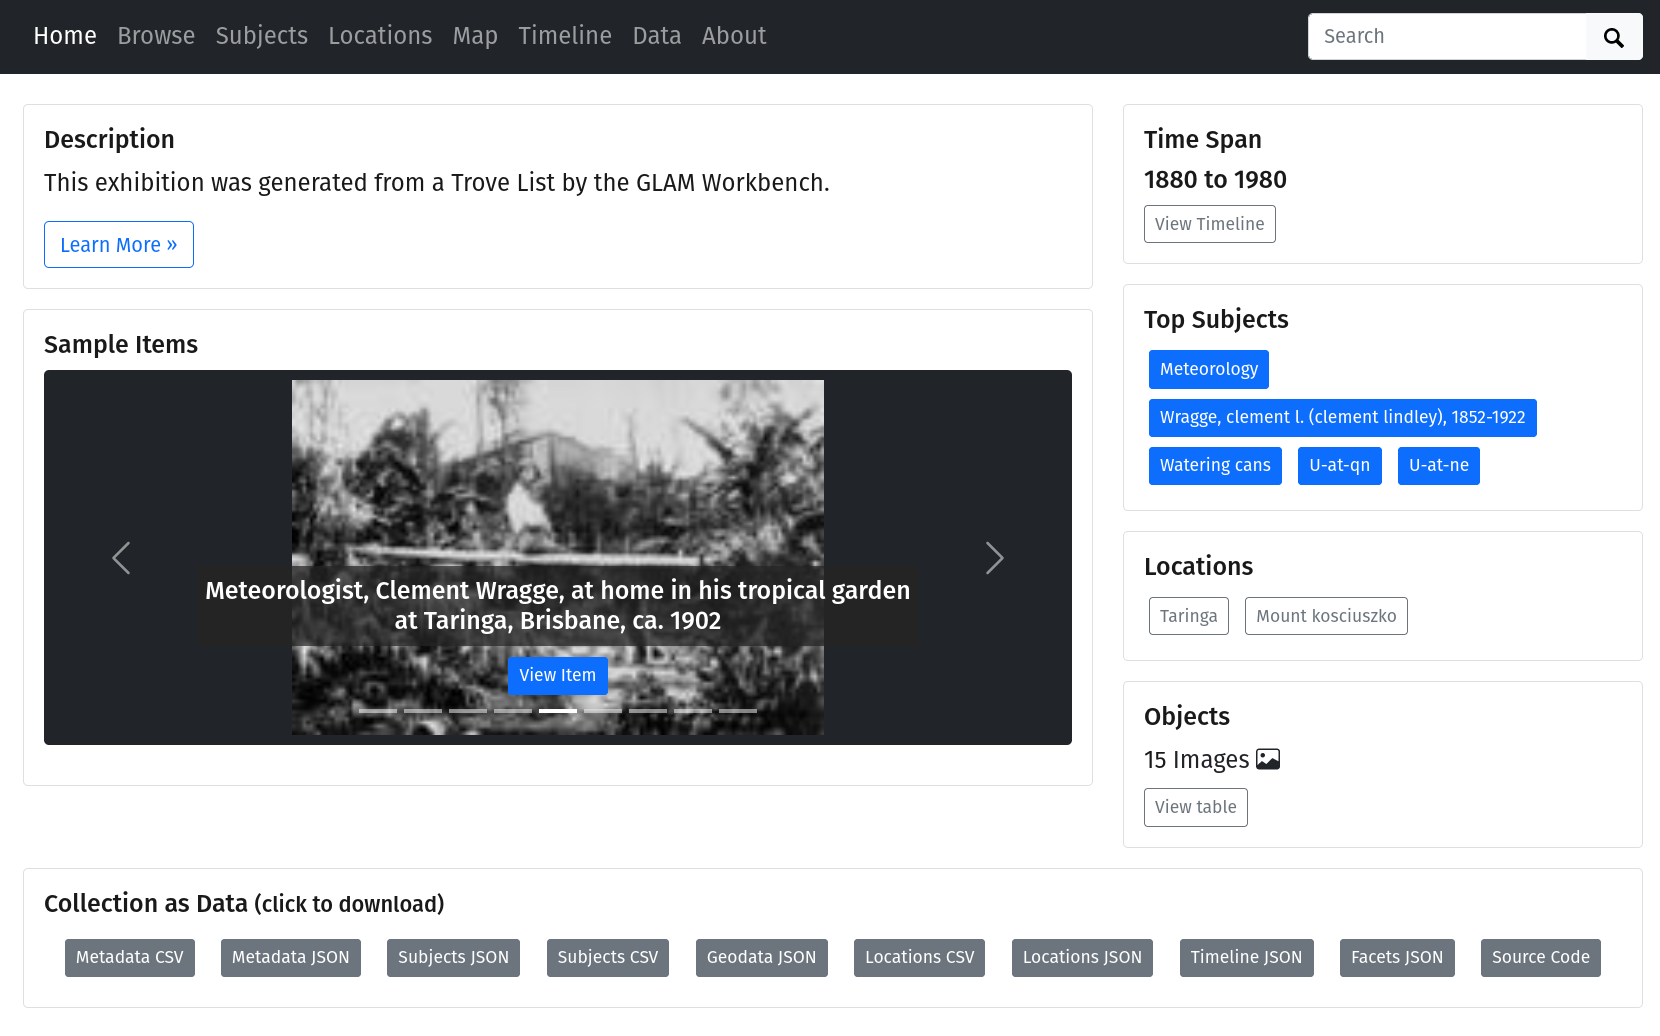 Home Browse Subjects Locations Map Timeline Data About
Search
Description
This exhibition was generated from a Trove List by the GLAM Workbench.
Learn More »
Sample Items
Meteorologist, Clement Wragge, at home in his tropical garden
at Taringa, Brisbane, ca. 1902
View Item
Time Span
1880 to 1980
View Timeline
Top Subjects
Meteorology
Wragge, clement l. (clement lindley), 1852-1922
Watering cans U-at-qn U-at-ne
Locations
Taringa Mount kosciuszko
Objects
15 Images
View table
Collection as Data (click to download)
Metadata CSV Metadata JSON Subjects JSON Subjects CSV Geodata JSON Locations CSV Locations JSON Timeline JSON Facets JSON Source Code